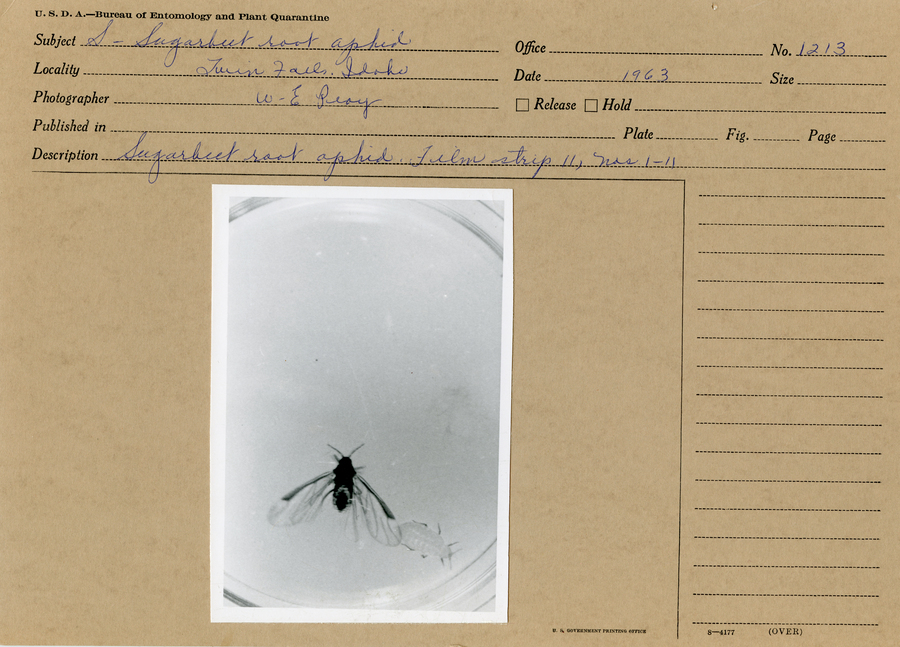 U. S. D. A.—Bureau of Entomology and Plant Quarantine
Subject S - Sugarbeet root aphid Office No. 1213
Locality Twin Falls, Idaho Date 1963 Size
Photographer W-E Peay Release Hold
Published in Plate Fig. Page
Description Sugarbeet root aphid. Film strip 11, nos 1-11
U. S. GOVERNMENT PRINTING OFFICE 8—4177 (OVER)